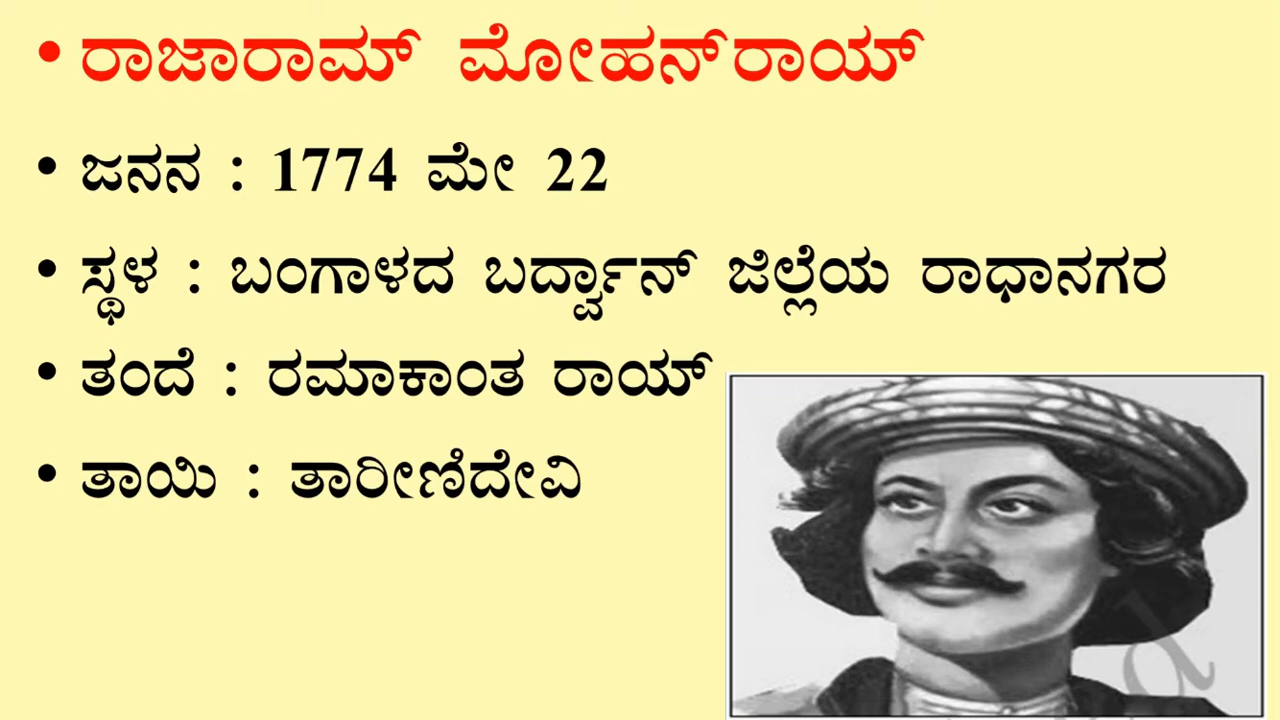 • ರಾಜಾರಾಮ್ ಮೋಹನ್‌ರಾಯ್
• ಜನನ : 1774 ಮೇ 22
• ಸ್ಥಳ : ಬಂಗಾಳದ ಬರ್ದ್ವಾನ್ ಜಿಲ್ಲೆಯ ರಾಧಾನಗರ
• ತಂದೆ : ರಮಾಕಾಂತ ರಾಯ್
• ತಾಯಿ : ತಾರೀಣಿದೇವಿ